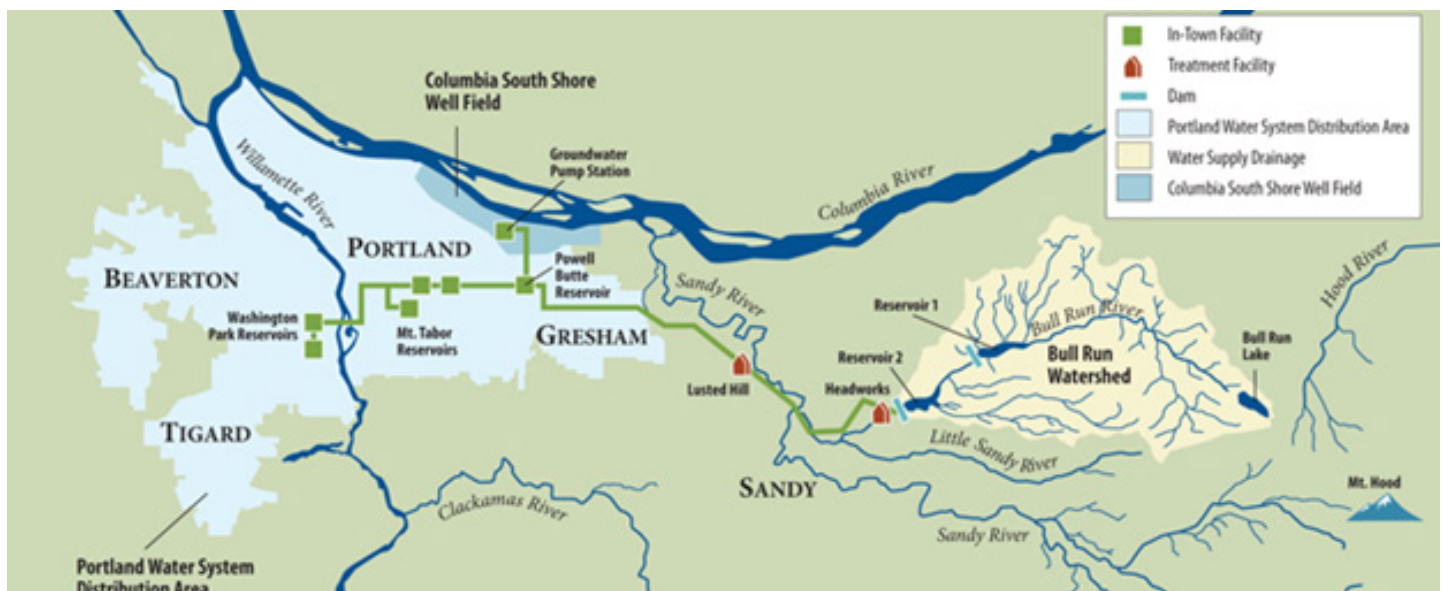 In-Town Facility
Treatment Facility
Dam
Portland Water System Distribution Area
Water Supply Drainage
Columbia South Shore Well Field
Columbia South Shore
Well Field
Groundwater
Pump Station
Willamette River
Columbia River
PORTLAND
BEAVERTON
Powell
Butte
Reservoir
Sandy River
Hood River
Washington
Park Reservoirs
Mt. Tabor
Reservoirs
GRESHAM
Reservoir 1
Bull Run River
Bull Run
Lake
Bull Run
Watershed
Reservoir 2
Lusted Hill
Headworks
TIGARD
Little Sandy River
SANDY
Mt. Hood
Clackamas River
Sandy River
Portland Water System
Distribution Area